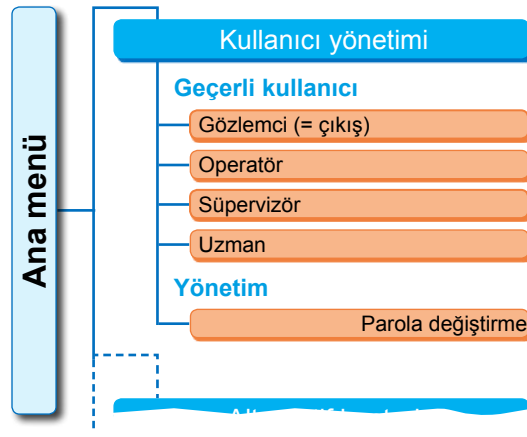 Ana menü
Kullanıcı yönetimi
Geçerli kullanıcı
Gözlemci (= çıkış)
Operatör
Süpervizör
Uzman
Yönetim
Parola değiştirme